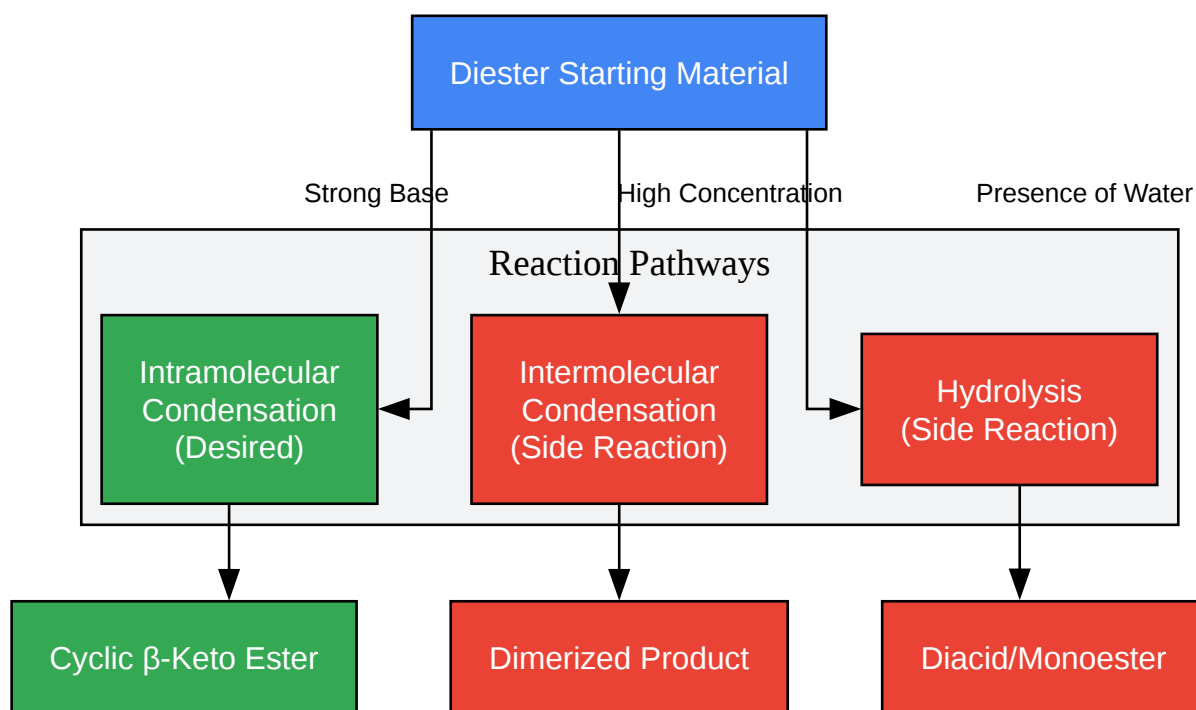 Diester Starting Material
Strong Base
High Concentration
Presence of Water
Reaction Pathways
Intramolecular
Condensation
(Desired)
Intermolecular
Condensation
(Side Reaction)
Hydrolysis
(Side Reaction)
Cyclic β-Keto Ester
Dimerized Product
Diacid/Monoester